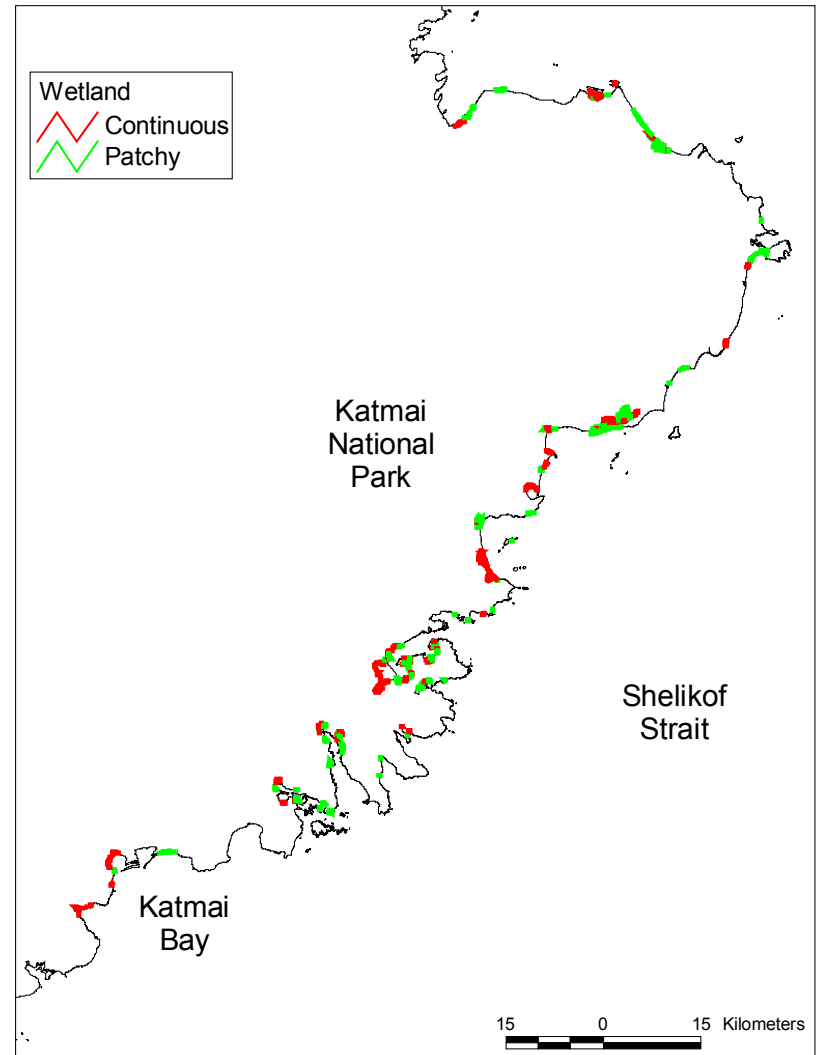 Wetland
Continuous
Patchy
Katmai
National
Park
Shelikof
Strait
Katmai
Bay
15 0 15 Kilometers